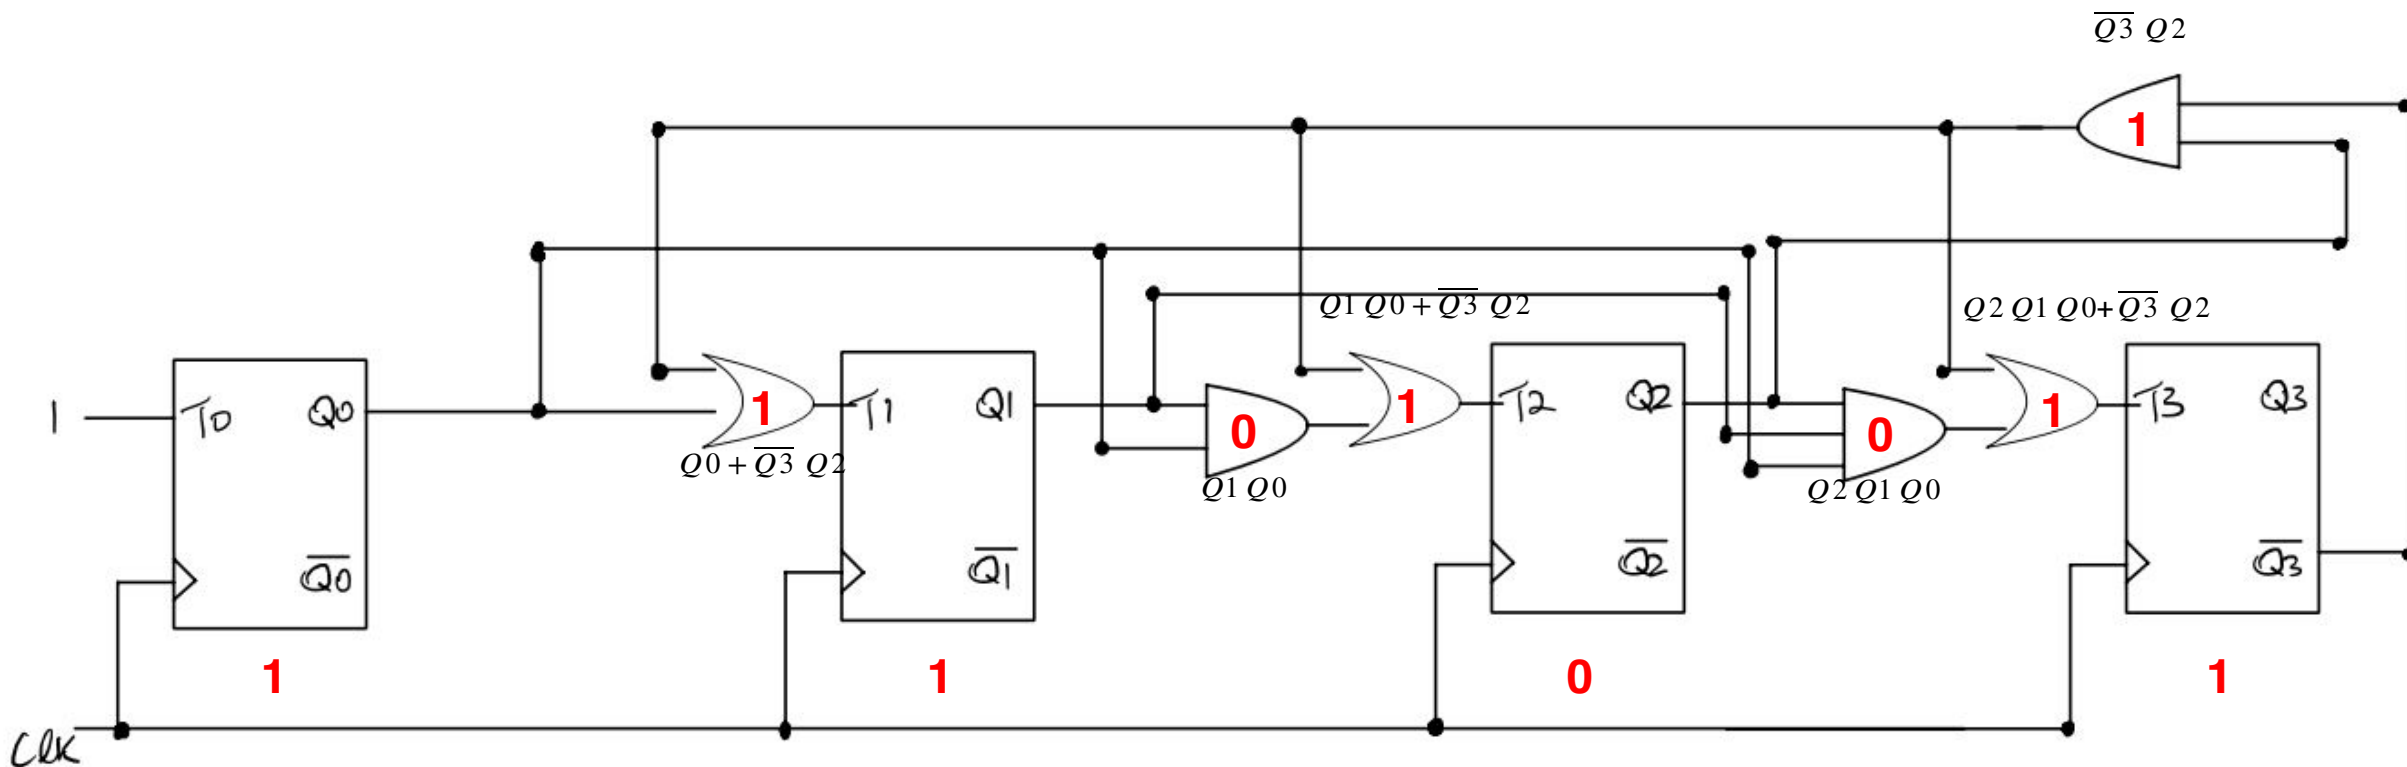 Q̅3̅ Q2
1
Q1 Q0 + Q̅3̅ Q2
Q2 Q1 Q0+Q̅3̅ Q2
1 T0 Q0 1 T1 Q1 0 1 T2 Q2 0 1 T3 Q3
Q0 + Q̅3̅ Q2
Q1 Q0
Q2 Q1 Q0
Q̅0̅ Q̅1̅ Q̅2̅ Q̅3̅
1 1 0 1
Clk